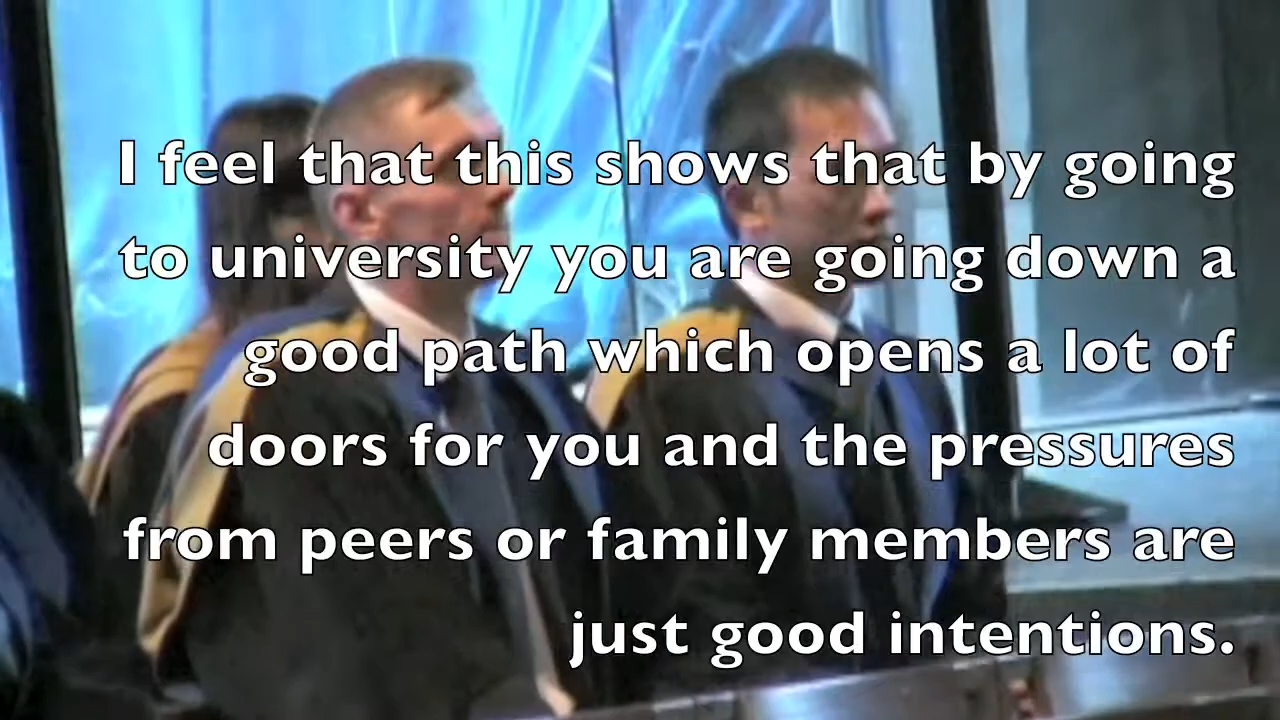 I feel that this shows that by going
to university you are going down a
good path which opens a lot of
doors for you and the pressures
from peers or family members are
just good intentions.